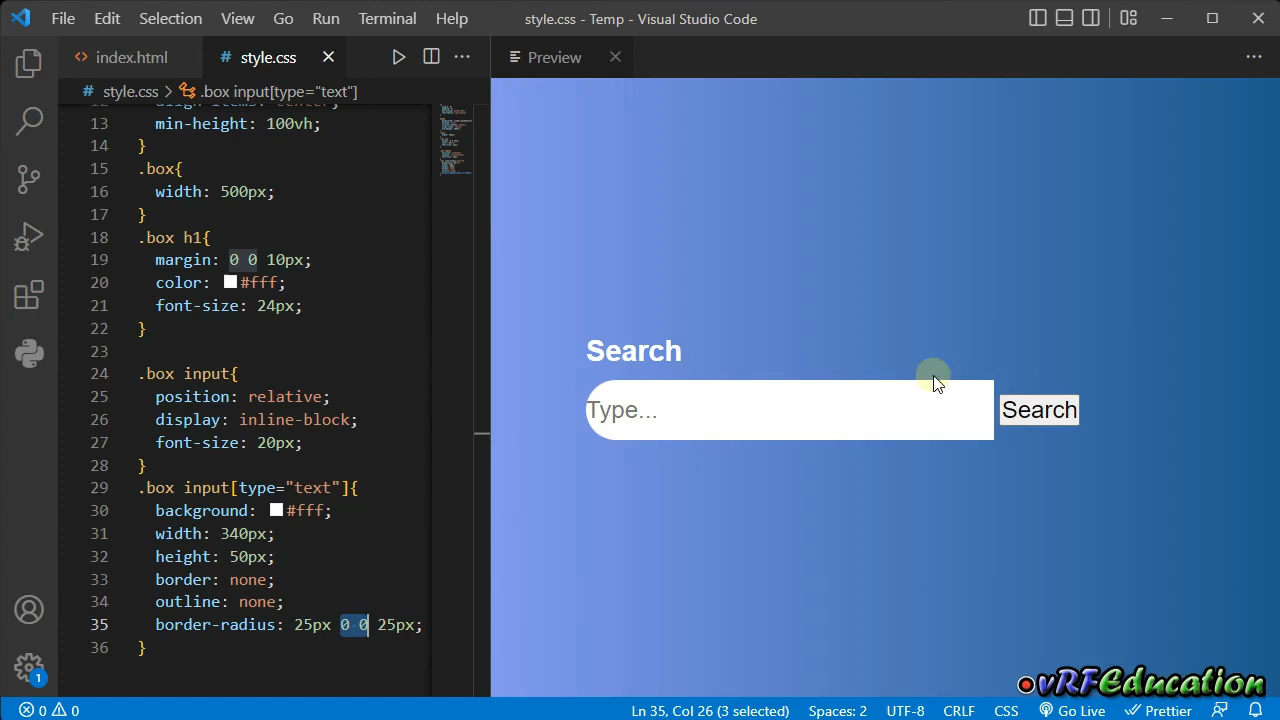 File Edit Selection View Go Run Terminal Help style.css - Temp - Visual Studio Code
index.html # style.css Preview
# style.css > .box input[type="text"]
13 min-height: 100vh;
14 }
15 .box{
16 width: 500px;
17 }
18 .box h1{
19 margin: 0 0 10px;
20 color: #fff;
21 font-size: 24px;
22 }
23
24 .box input{
25 position: relative;
26 display: inline-block;
27 font-size: 20px;
28 }
29 .box input[type="text"]{
30 background: #fff;
31 width: 340px;
32 height: 50px;
33 border: none;
34 outline: none;
35 border-radius: 25px 0 0 25px;
36 }
Search
Type... Search
vRFEducation
1
0 0 Ln 35, Col 26 (3 selected) Spaces: 2 UTF-8 CRLF CSS Go Live Prettier